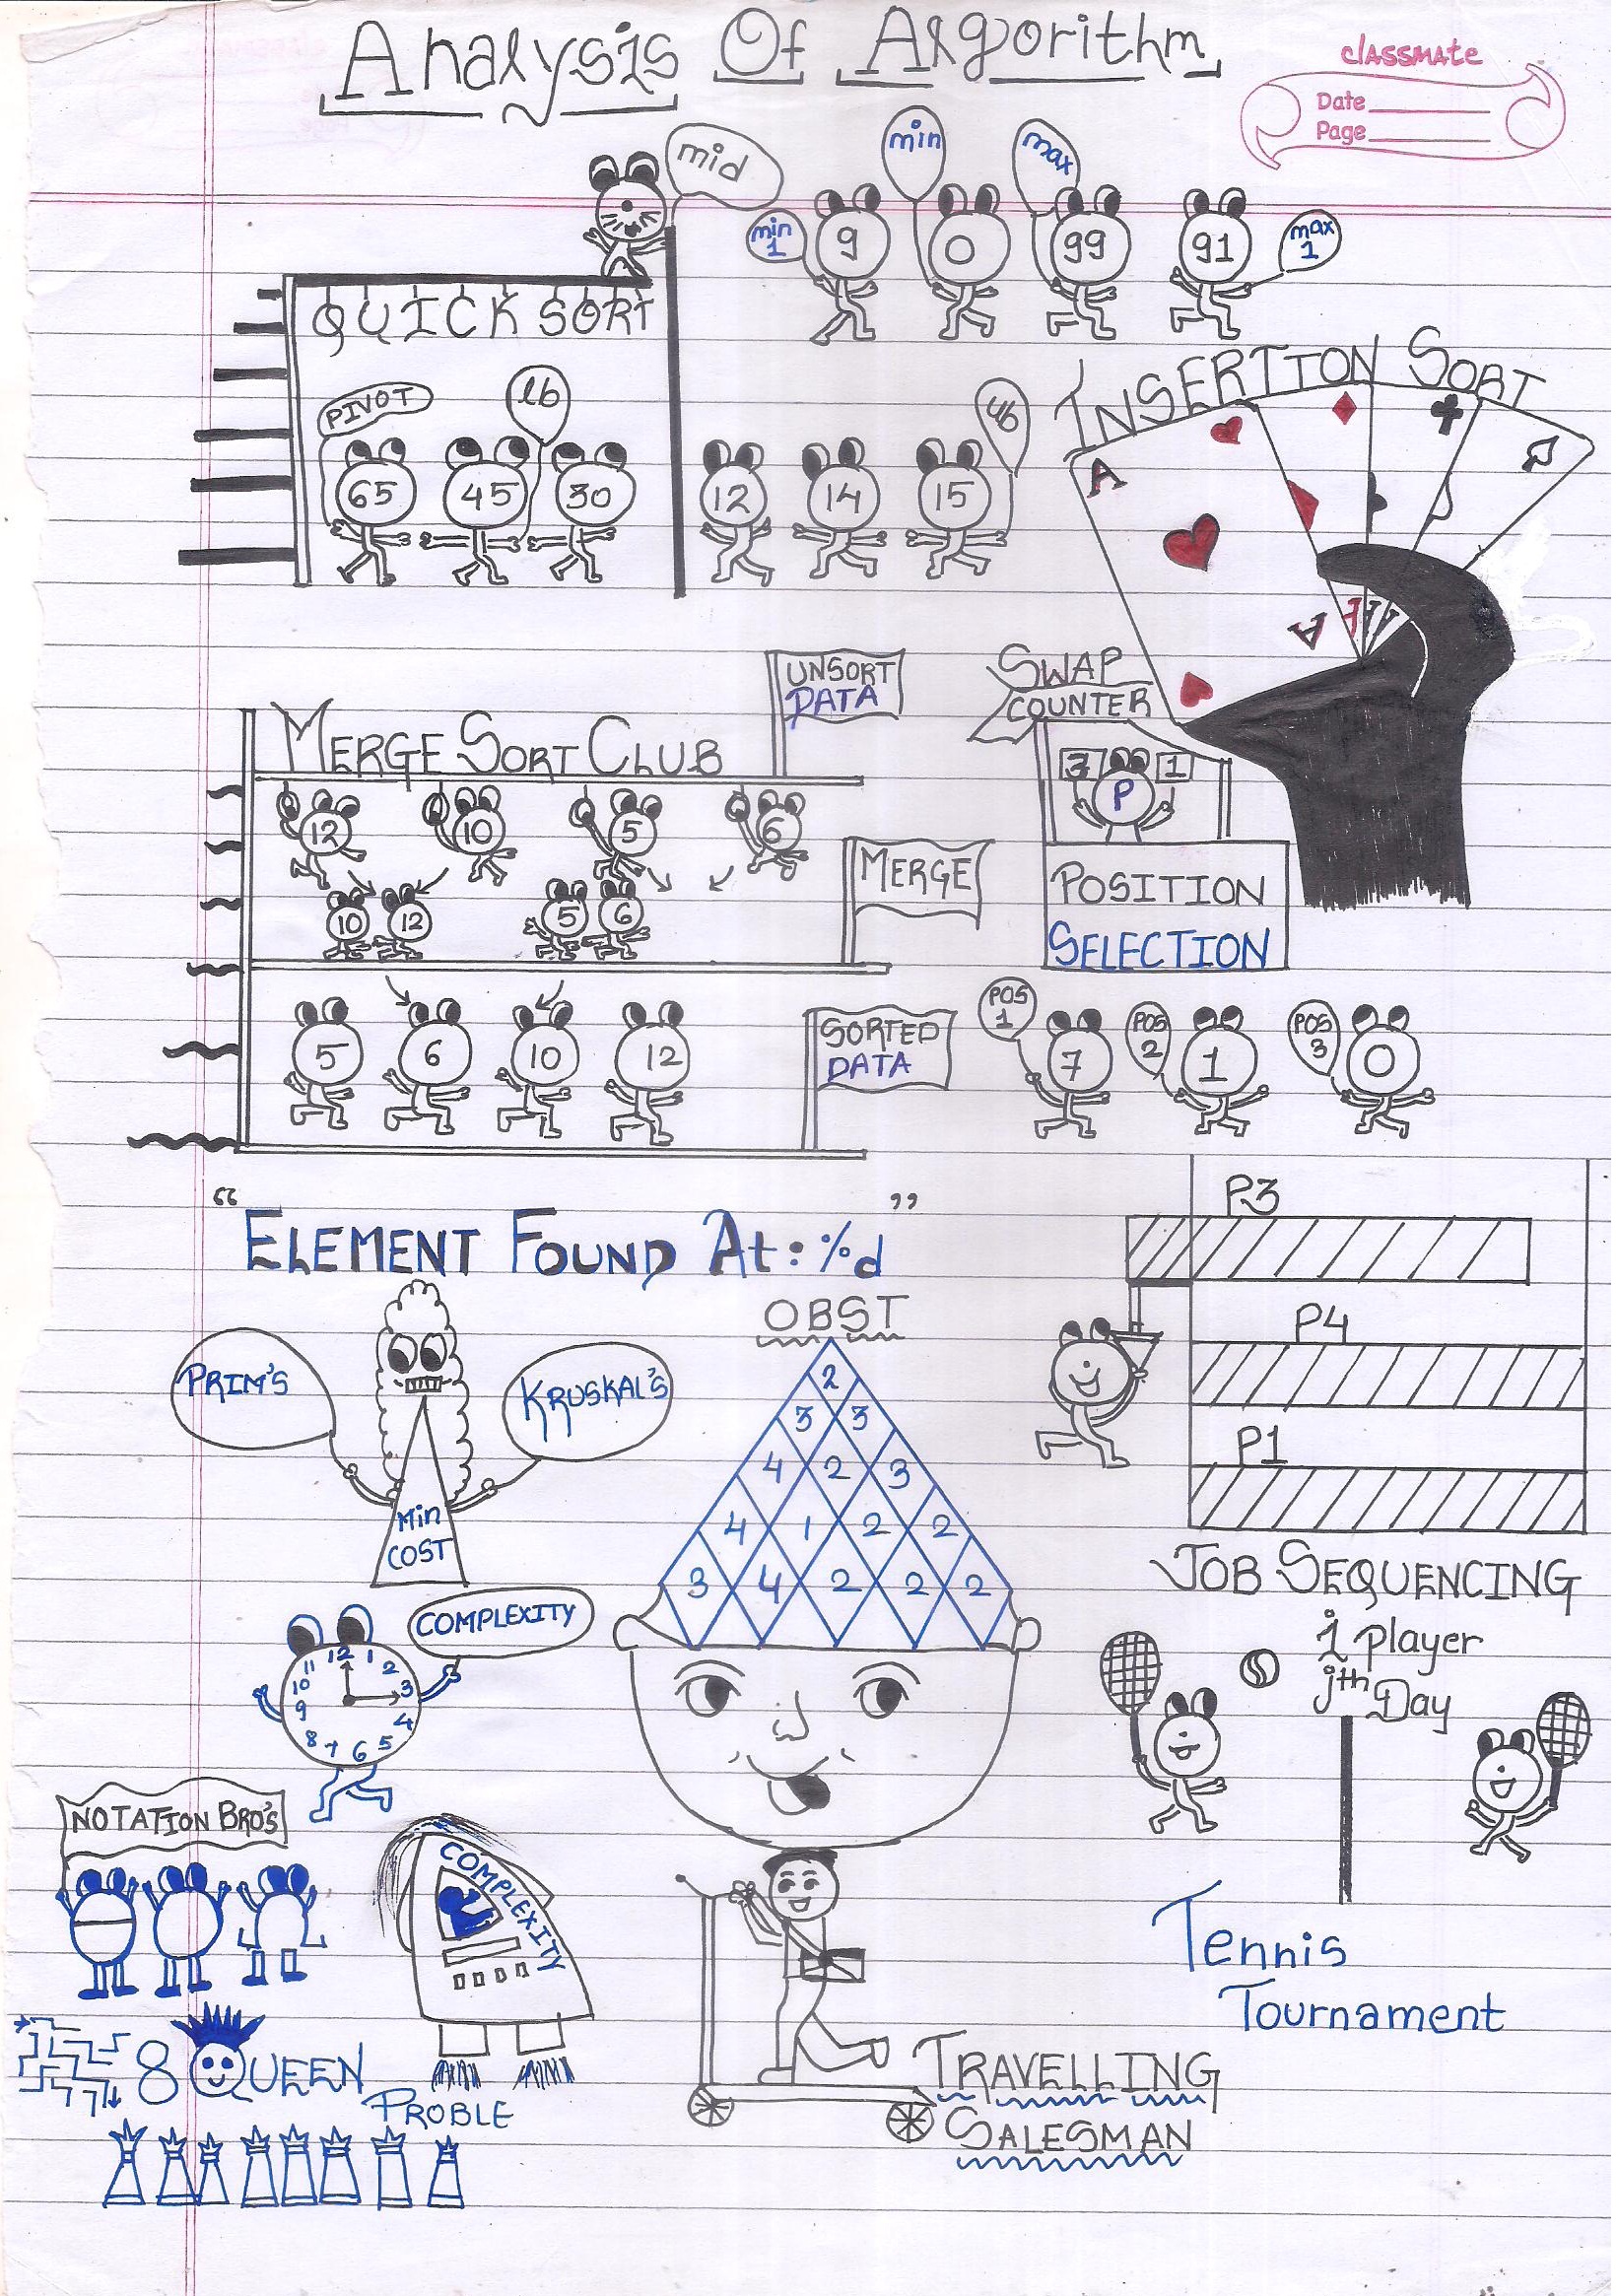 Analysis Of Algorithm
classmate
Date
Page
mid
min
max
min 1
9
0
99
91
max 1
QUICK SORT
PIVOT
lb
ub
65 45 30 12 14 15
INSERTION SORT
A
A
UNSORT
DATA
MERGE SORT CLUB
12 10 5 6
MERGE
10 12 5 6
SORTED
DATA
5 6 10 12
SWAP
COUNTER
P
1
POSITION
SELECTION
POS 1
POS 2
POS 3
7 1 0
"ELEMENT FOUND At: %d"
PRIM'S
KRUSKAL'S
Min
COST
OBST
2
3 3
4 2 3
4 1 2 2
3 4 2 2 2
P3
P4
P1
JOB SEQUENCING
COMPLEXITY
12 1 2 3 4 5 6 7 8 9 10 11
i player
jth Day
Tennis
Tournament
NOTATION BRO'S
COMPLEXITY
8 QUEEN
PROBLE
TRAVELLING
SALESMAN